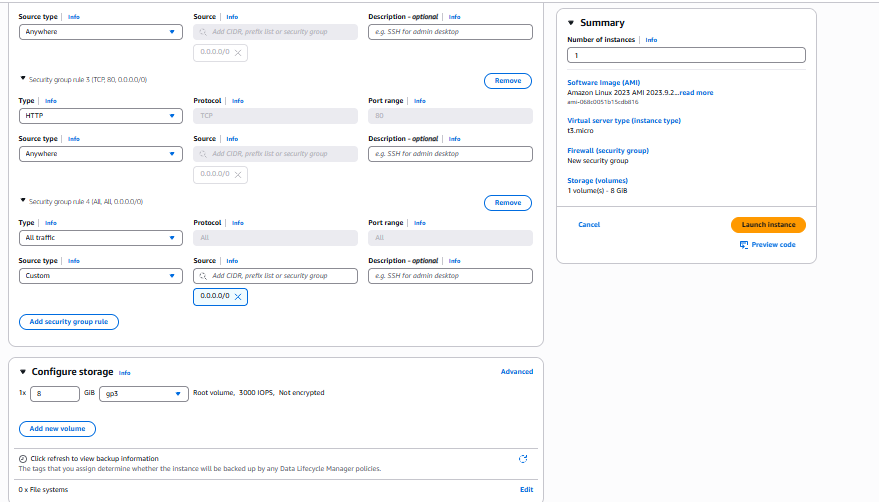 Source type | Info
Source | Info
Description - optional | Info
Anywhere
Add CIDR, prefix list or security group
e.g. SSH for admin desktop
0.0.0.0/0 ×
Security group rule 3 (TCP, 80, 0.0.0.0/0)
Remove
Type | Info
Protocol | Info
Port range | Info
HTTP
TCP
80
Source type | Info
Source | Info
Description - optional | Info
Anywhere
Add CIDR, prefix list or security group
e.g. SSH for admin desktop
0.0.0.0/0 ×
Security group rule 4 (All, All, 0.0.0.0/0)
Remove
Type | Info
Protocol | Info
Port range | Info
All traffic
All
All
Source type | Info
Source | Info
Description - optional | Info
Custom
Add CIDR, prefix list or security group
e.g. SSH for admin desktop
0.0.0.0/0 ×
Add security group rule
Configure storage Info
Advanced
1x
8
GiB
gp3
Root volume, 3000 IOPS, Not encrypted
Add new volume
Click refresh to view backup information
The tags that you assign determine whether the instance will be backed up by any Data Lifecycle Manager policies.
0 x File systems
Edit
Summary
Number of instances | Info
1
Software Image (AMI)
Amazon Linux 2023 AMI 2023.9.2...read more
ami-068c0051b15cdb816
Virtual server type (instance type)
t3.micro
Firewall (security group)
New security group
Storage (volumes)
1 volume(s) - 8 GiB
Cancel
Launch instance
Preview code